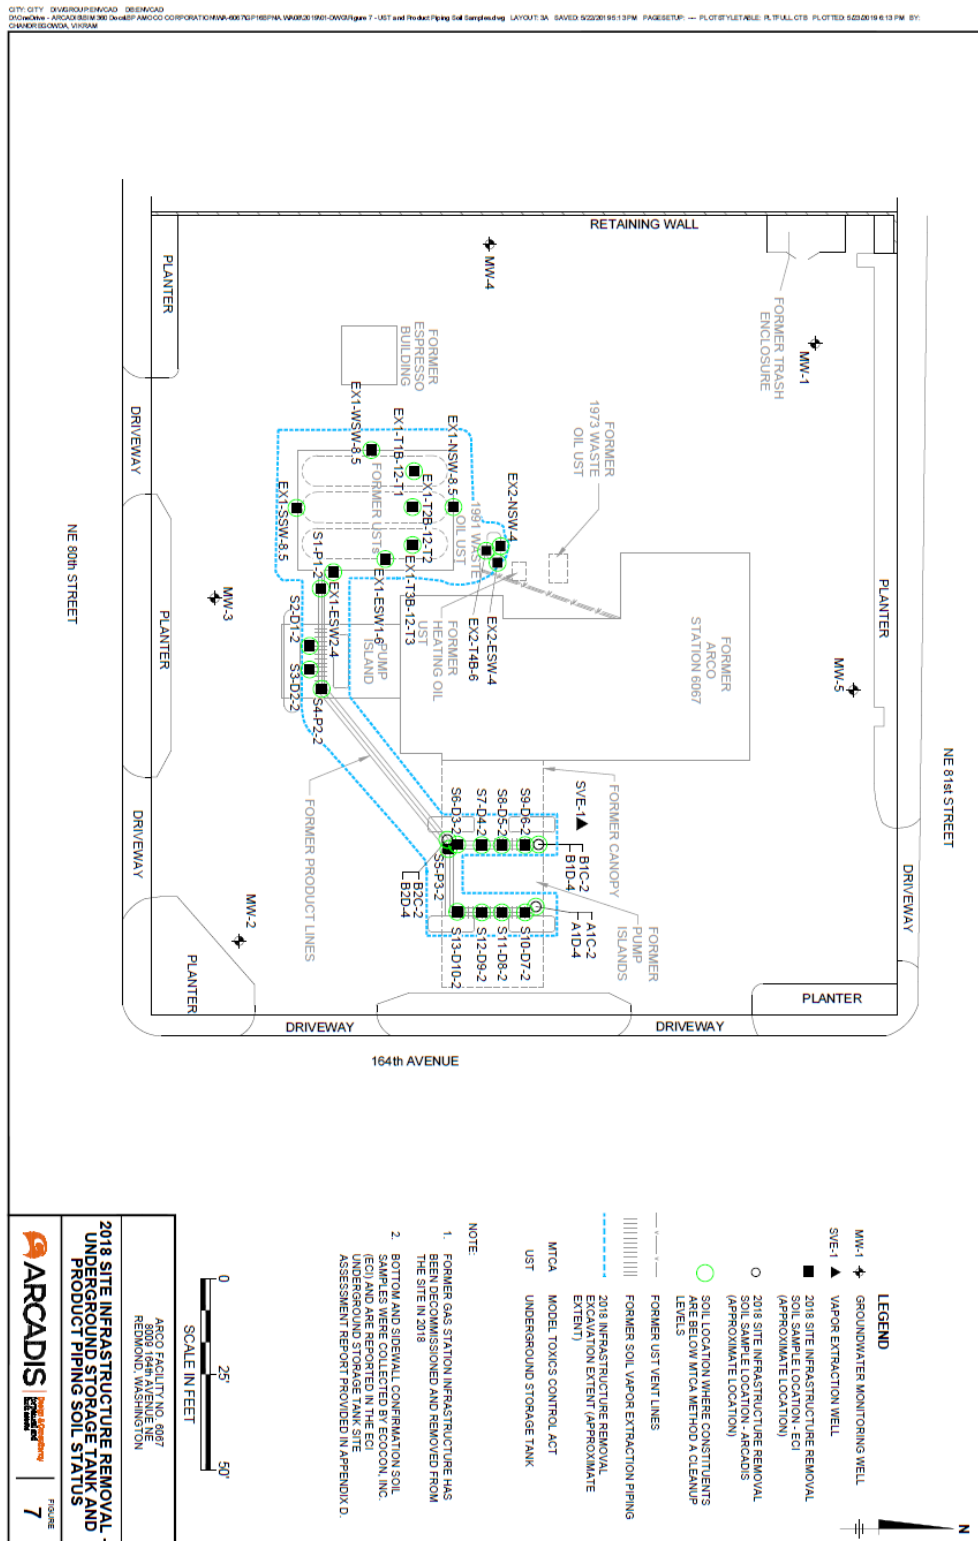 CITY: CITY DIV/GROUP:ENVCAD DB:ENVCAD
CHANDREGOWDA, VIKRAM
RETAINING WALL
PLANTER
MW-4
FORMER TRASH
ENCLOSURE
MW-1
FORMER
ESPRESSO
BUILDING
DRIVEWAY
FORMER
1973 WASTE
OIL UST
EX1-WSW-8.5
EX1-T1B-12-T1
EX1-NSW-8.5
EX1-T2B-12-T2
EX2-NSW-4
FORMER USTs
1991 WASTE
OIL UST
EX1-SSW-8.5
EX1-T3B-12-T3
EX1-ESW1-6
EX2-ESW-4
EX2-T4B-6
S1-P1-2
EX1-ESW2-4
NE 80th STREET
MW-3
PLANTER
S2-D1-2
S3-D2-2
S4-P2-2
PUMP
ISLAND
FORMER
HEATING OIL
UST
FORMER
ARCO
STATION 6067
PLANTER
MW-5
NE 81st STREET
DRIVEWAY
FORMER PRODUCT LINES
S6-D3-2
S7-D4-2
S8-D5-2
S9-D6-2
SVE-1
FORMER CANOPY
S5-P3-2
B2C-2
B2D-4
B1C-2
B1D-4
A1C-2
A1D-4
FORMER
PUMP
ISLANDS
DRIVEWAY
MW-2
PLANTER
S13-D10-2
S12-D9-2
S11-D8-2
S10-D7-2
PLANTER
DRIVEWAY
DRIVEWAY
164th AVENUE
LEGEND
MW-1 GROUNDWATER MONITORING WELL
SVE-1 VAPOR EXTRACTION WELL
2018 SITE INFRASTRUCTURE REMOVAL
SOIL SAMPLE LOCATION - ECI
(APPROXIMATE LOCATION)
2018 SITE INFRASTRUCTURE REMOVAL
SOIL SAMPLE LOCATION - ARCADIS
(APPROXIMATE LOCATION)
SOIL LOCATION WHERE CONSTITUENTS
ARE BELOW MTCA METHOD A CLEANUP
LEVELS
FORMER UST VENT LINES
FORMER SOIL VAPOR EXTRACTION PIPING
2018 INFRASTRUCTURE REMOVAL
EXCAVATION EXTENT (APPROXIMATE
EXTENT)
MTCA MODEL TOXICS CONTROL ACT
UST UNDERGROUND STORAGE TANK
NOTE:
1. FORMER GAS STATION INFRASTRUCTURE HAS
BEEN DECOMMISSIONED AND REMOVED FROM
THE SITE IN 2018
2. BOTTOM AND SIDEWALL CONFIRMATION SOIL
SAMPLES WERE COLLECTED BY ECOCON, INC.
(ECI) AND ARE REPORTED IN THE ECI
UNDERGROUND STORAGE TANK SITE
ASSESSMENT REPORT PROVIDED IN APPENDIX D.
N
0 25' 50'
SCALE IN FEET
ARCO FACILITY NO. 6067
8009 164th AVENUE NE
REDMOND, WASHINGTON
2018 SITE INFRASTRUCTURE REMOVAL -
UNDERGROUND STORAGE TANK AND
PRODUCT PIPING SOIL STATUS
ARCADIS
FIGURE
7